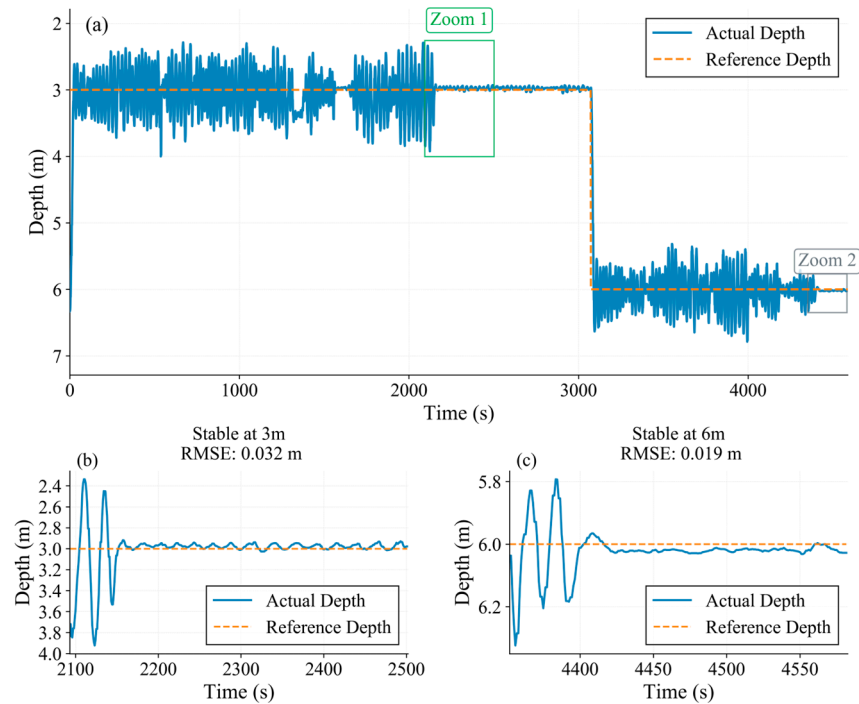 (a)
Zoom 1
Actual Depth
Reference Depth
Zoom 2
2
3
4
5
6
7
Depth (m)
0
1000
2000
3000
4000
Time (s)
Stable at 3m
RMSE: 0.032 m
(b)
2.4
2.6
2.8
3.0
3.2
3.4
3.6
3.8
4.0
Depth (m)
Actual Depth
Reference Depth
2100
2200
2300
2400
2500
Time (s)
Stable at 6m
RMSE: 0.019 m
(c)
5.8
6.0
6.2
Depth (m)
Actual Depth
Reference Depth
4400
4450
4500
4550
Time (s)